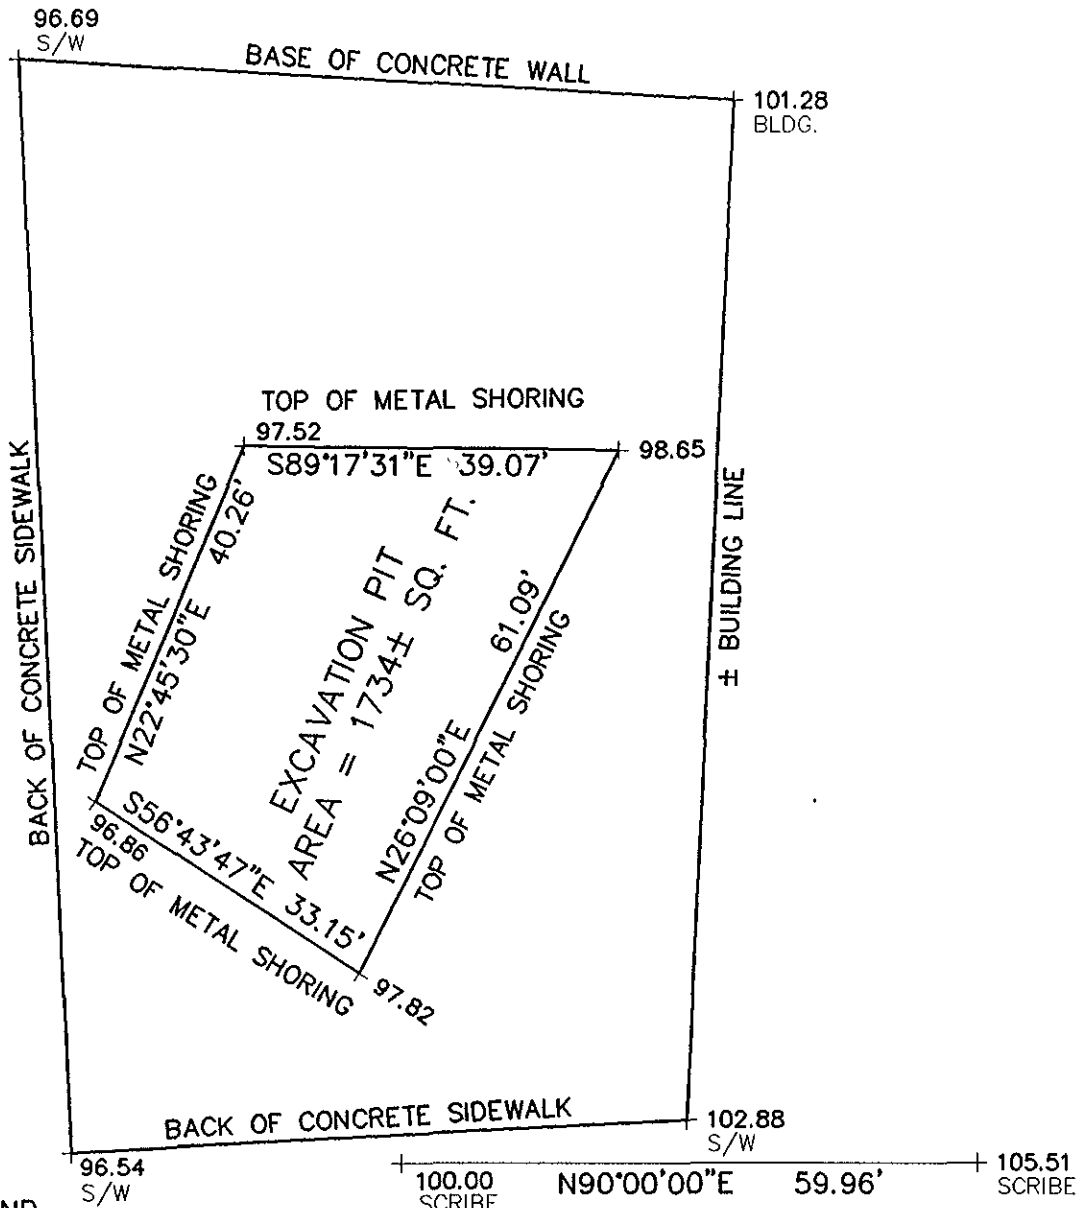 96.69
S/W
BASE OF CONCRETE WALL
101.28
BLDG.
TOP OF METAL SHORING
97.52
98.65
S89°17'31"E 39.07'
TOP OF METAL SHORING
N22°45'30"E 40.26'
BACK OF CONCRETE SIDEWALK
EXCAVATION PIT
AREA = 1734± SQ. FT.
61.09'
N26°09'00"E
TOP OF METAL SHORING
± BUILDING LINE
S56°43'47"E 33.15'
96.86
TOP OF METAL SHORING
97.82
BACK OF CONCRETE SIDEWALK
102.88
S/W
96.54
S/W
100.00
SCRIBE
N90°00'00"E 59.96'
105.51
SCRIBE